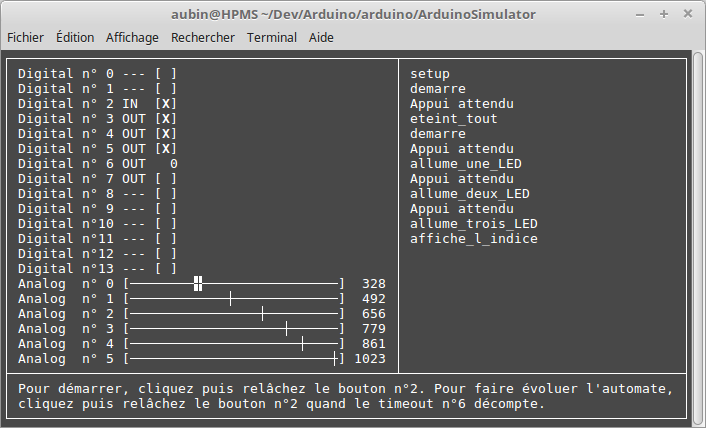 aubin@HPMS ~/Dev/Arduino/arduino/ArduinoSimulator
Fichier Édition Affichage Rechercher Terminal Aide
Digital n° 0 --- [ ]
Digital n° 1 --- [ ]
Digital n° 2 IN  [X]
Digital n° 3 OUT [X]
Digital n° 4 OUT [X]
Digital n° 5 OUT [X]
Digital n° 6 OUT   0
Digital n° 7 OUT [ ]
Digital n° 8 --- [ ]
Digital n° 9 --- [ ]
Digital n°10 --- [ ]
Digital n°11 --- [ ]
Digital n°12 --- [ ]
Digital n°13 --- [ ]
Analog  n° 0 [ ] 328
Analog  n° 1 [ ] 492
Analog  n° 2 [ ] 656
Analog  n° 3 [ ] 779
Analog  n° 4 [ ] 861
Analog  n° 5 [ ] 1023
setup
demarre
Appui attendu
eteint_tout
demarre
Appui attendu
allume_une_LED
Appui attendu
allume_deux_LED
Appui attendu
allume_trois_LED
affiche_l_indice
Pour démarrer, cliquez puis relâchez le bouton n°2. Pour faire évoluer l'automate,
cliquez puis relâchez le bouton n°2 quand le timeout n°6 décompte.